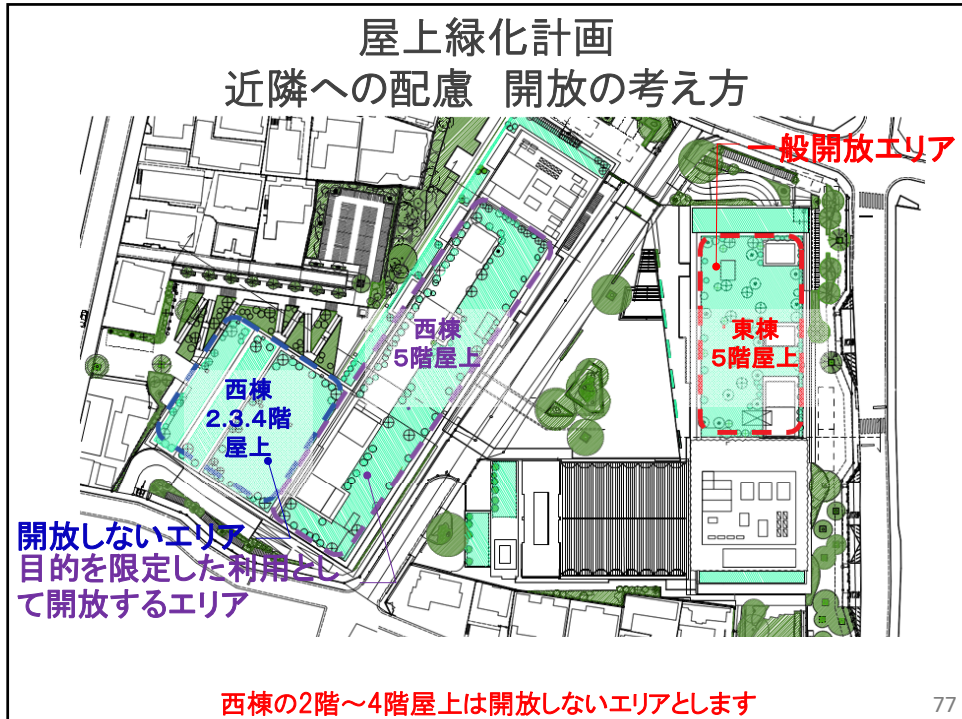 屋上緑化計画
近隣への配慮　開放の考え方
一般開放エリア
西棟
5階屋上
東棟
5階屋上
西棟
2.3.4階
屋上
開放しないエリア
目的を限定した利用とし
て開放するエリア
西棟の2階～4階屋上は開放しないエリアとします
77